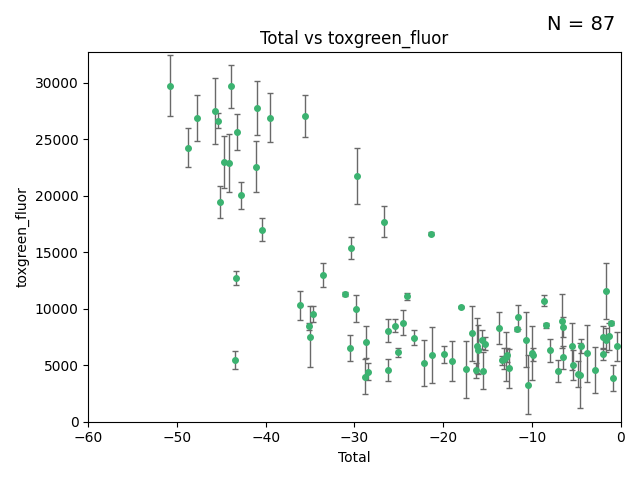 N = 87
Total vs toxgreen_fluor
30000
25000
20000
15000
10000
5000
0
toxgreen_fluor
−60 −50 −40 −30 −20 −10 0
Total